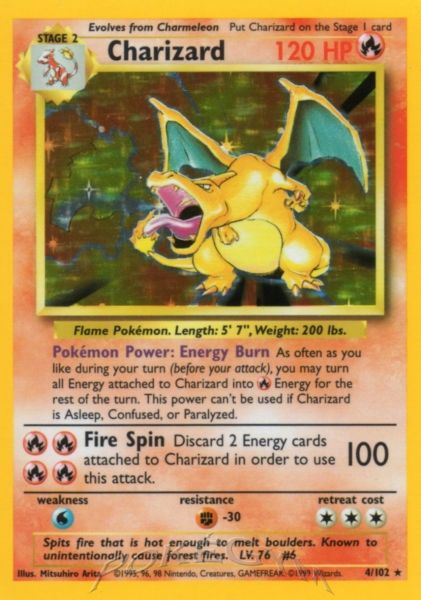 Evolves from Charmeleon Put Charizard on the Stage 1 card
STAGE 2
Charizard 120 HP
Flame Pokémon. Length: 5' 7", Weight: 200 lbs.
Pokémon Power: Energy Burn As often as you
like during your turn (before your attack), you may turn
all Energy attached to Charizard into Energy for the
rest of the turn. This power can't be used if Charizard
is Asleep, Confused, or Paralyzed.
Fire Spin Discard 2 Energy cards 100
attached to Charizard in order to use
this attack.
weakness resistance retreat cost
-30
Spits fire that is hot enough to melt boulders. Known to
unintentionally cause forest fires. LV. 76 #6
Illus. Mitsuhiro Arita ©1995, 96, 98 Nintendo, Creatures, GAMEFREAK. ©1999 Wizards. 4/102 ★